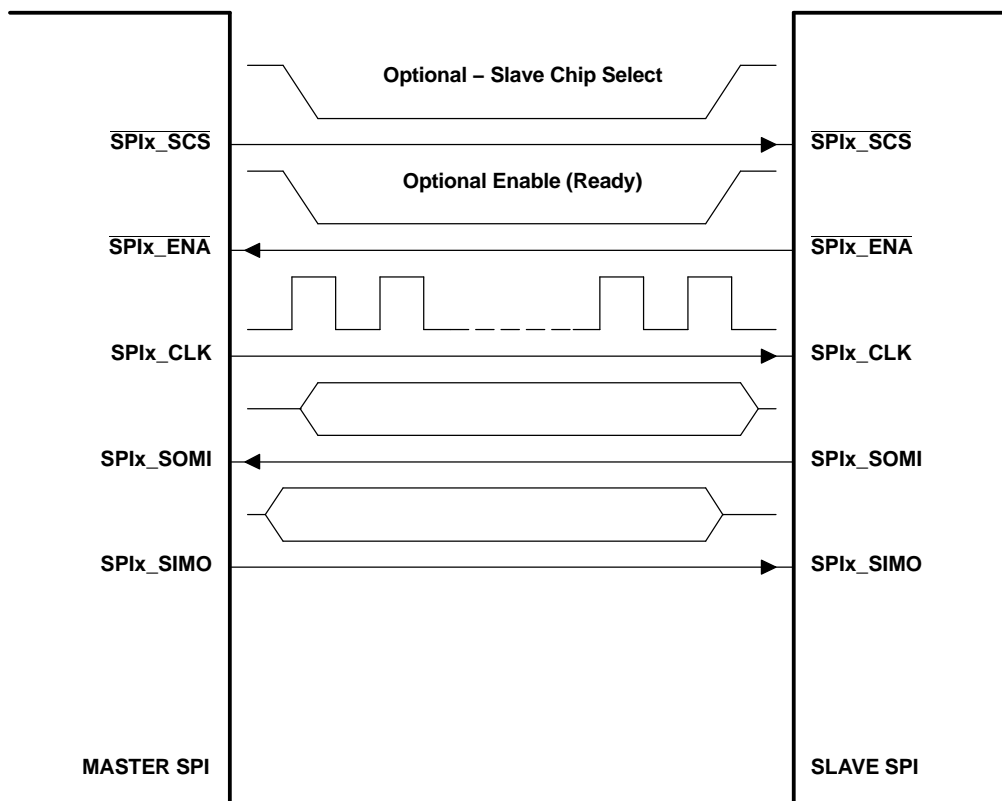 Optional – Slave Chip Select
SPIx_SCS SPIx_SCS
Optional Enable (Ready)
SPIx_ENA SPIx_ENA
SPIx_CLK SPIx_CLK
SPIx_SOMI SPIx_SOMI
SPIx_SIMO SPIx_SIMO
MASTER SPI SLAVE SPI